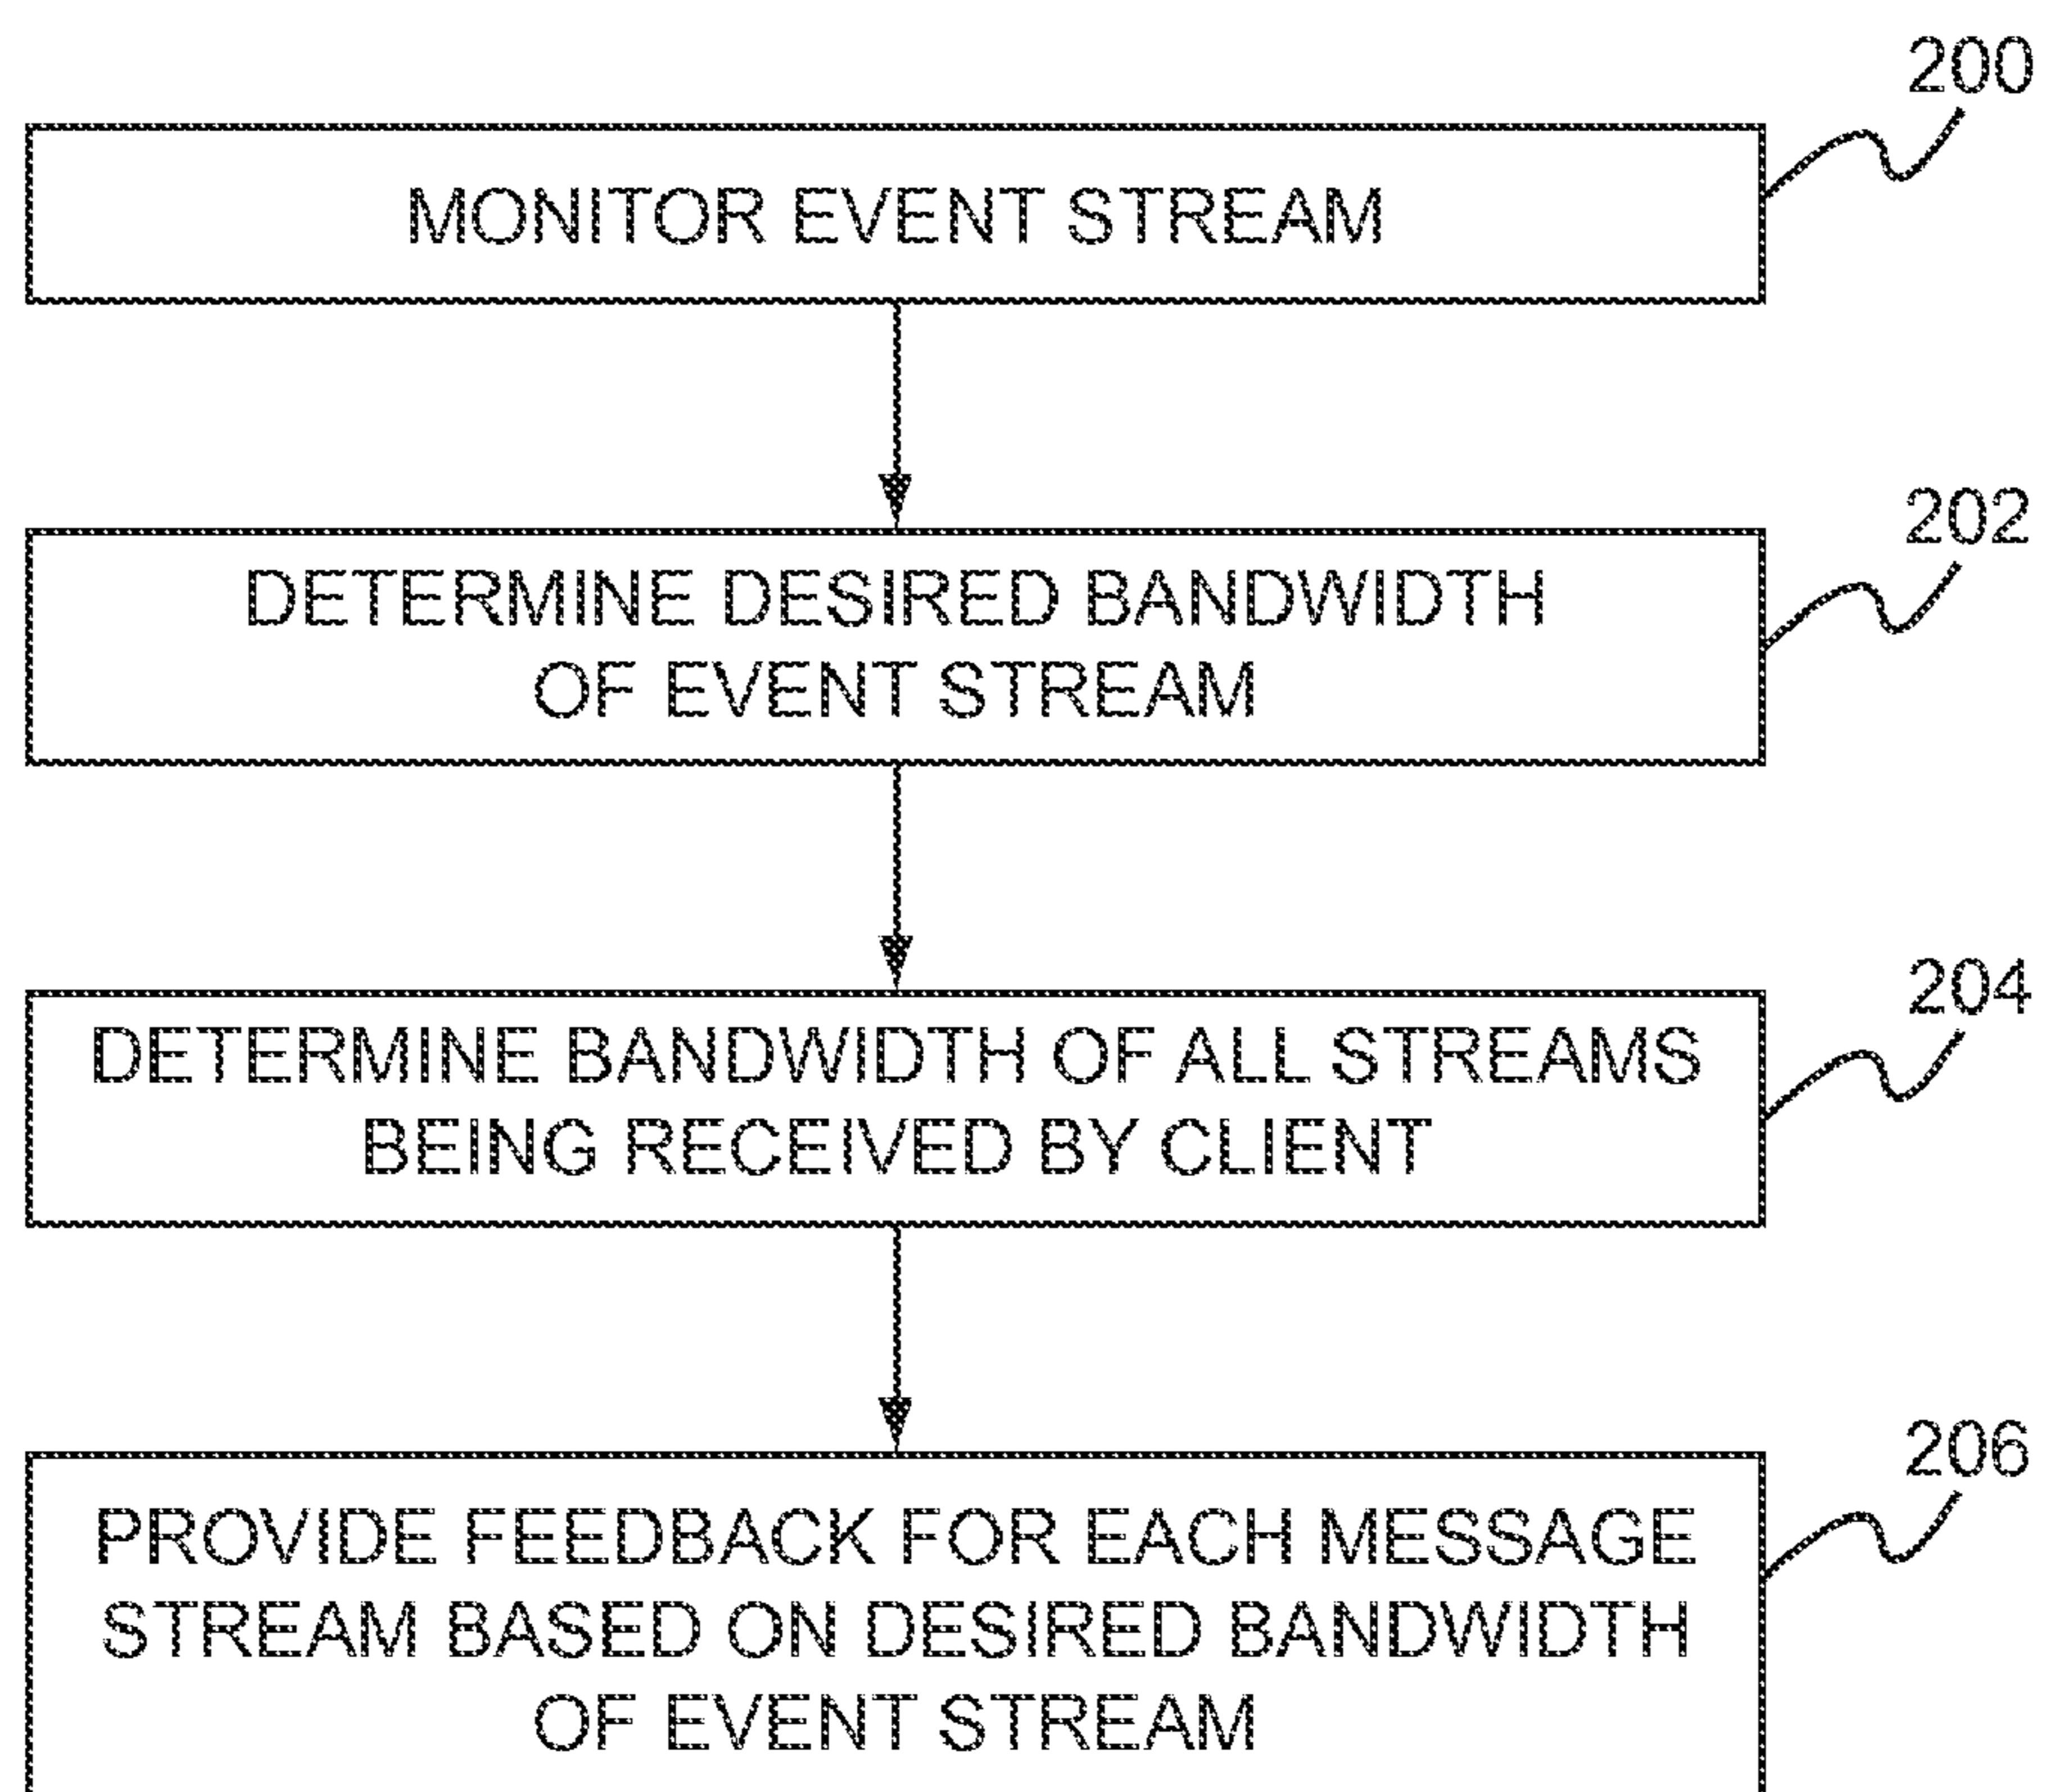 200
MONITOR EVENT STREAM
202
DETERMINE DESIRED BANDWIDTH
OF EVENT STREAM
204
DETERMINE BANDWIDTH OF ALL STREAMS
BEING RECEIVED BY CLIENT
206
PROVIDE FEEDBACK FOR EACH MESSAGE
STREAM BASED ON DESIRED BANDWIDTH
OF EVENT STREAM